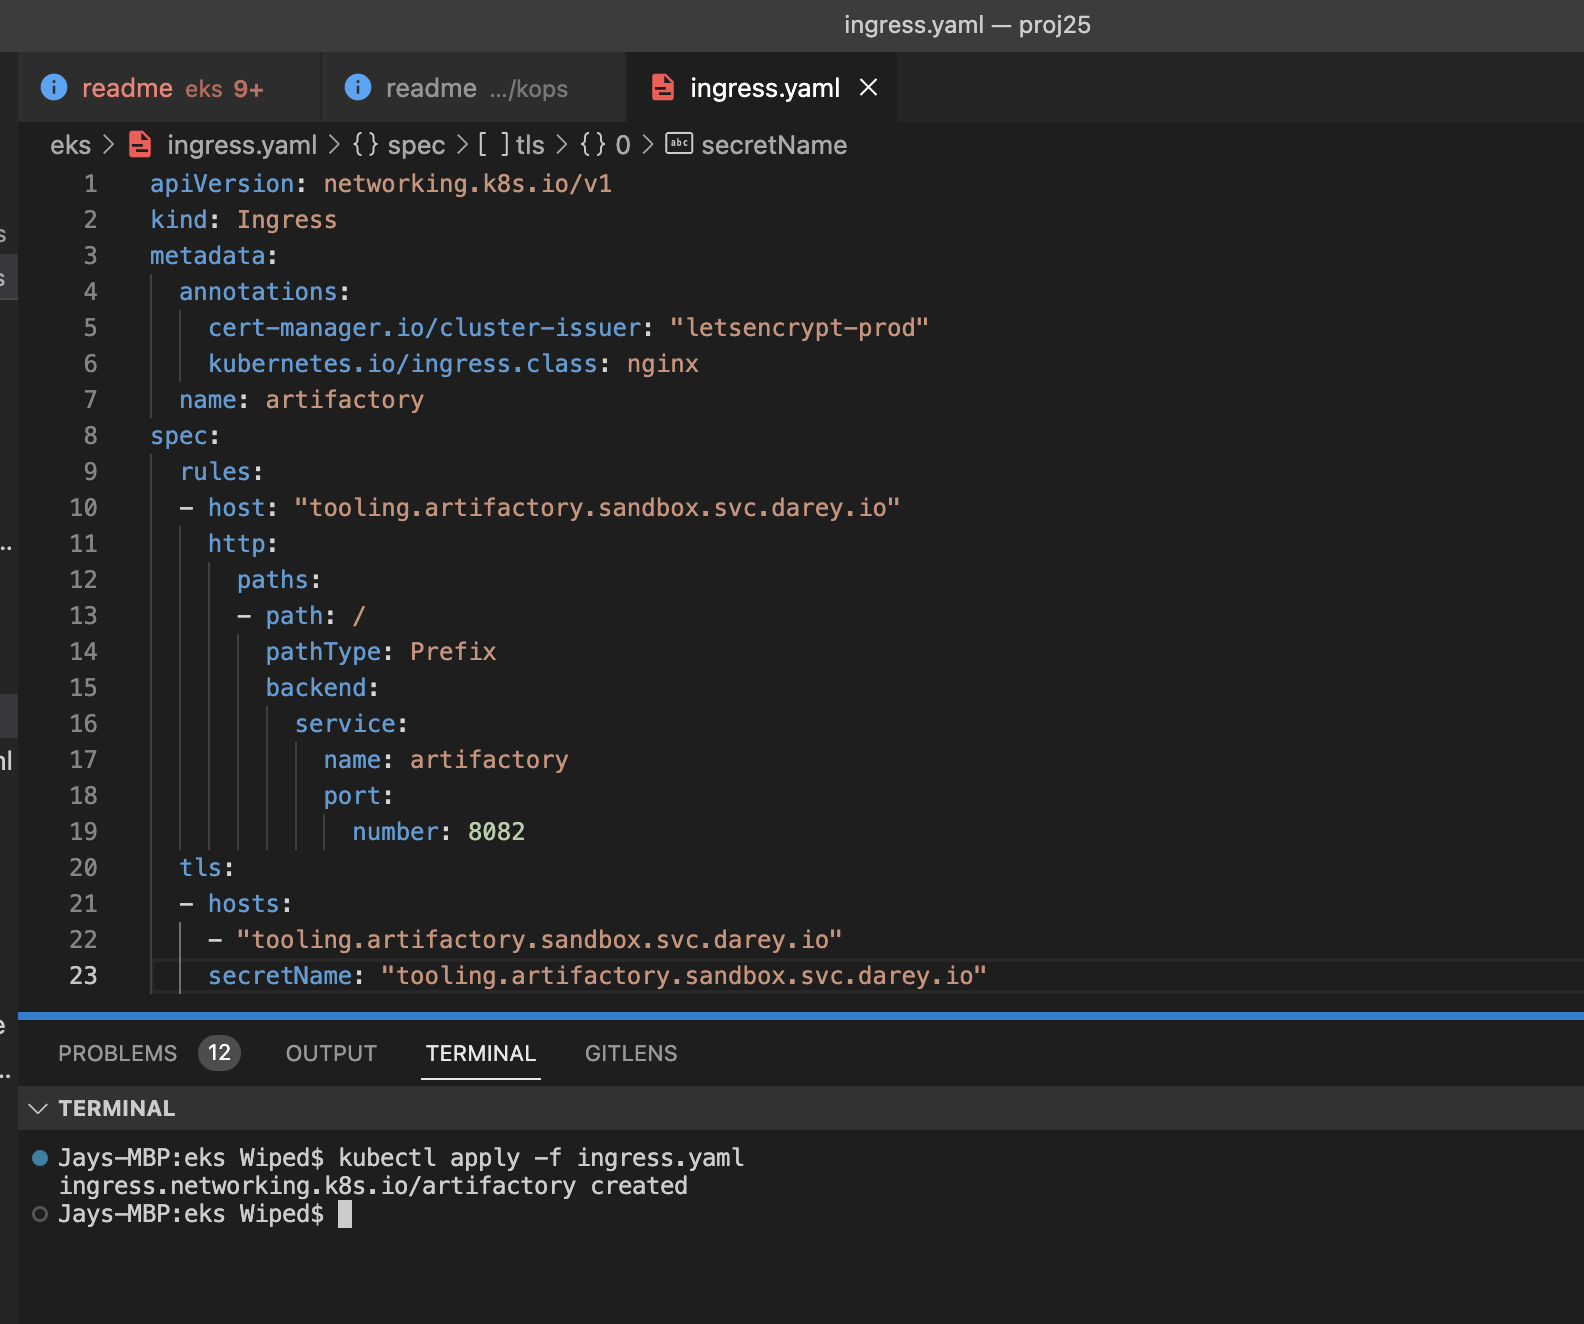 ingress.yaml — proj25
readme eks 9+ readme .../kops ingress.yaml
eks > ingress.yaml > {} spec > [ ] tls > {} 0 > abc secretName
1 apiVersion: networking.k8s.io/v1
2 kind: Ingress
3 metadata:
4   annotations:
5     cert-manager.io/cluster-issuer: "letsencrypt-prod"
6     kubernetes.io/ingress.class: nginx
7   name: artifactory
8 spec:
9   rules:
10   - host: "tooling.artifactory.sandbox.svc.darey.io"
11     http:
12       paths:
13       - path: /
14         pathType: Prefix
15         backend:
16           service:
17             name: artifactory
18             port:
19               number: 8082
20   tls:
21   - hosts:
22     - "tooling.artifactory.sandbox.svc.darey.io"
23     secretName: "tooling.artifactory.sandbox.svc.darey.io"
PROBLEMS 12 OUTPUT TERMINAL GITLENS
TERMINAL
Jays-MBP:eks Wiped$ kubectl apply -f ingress.yaml
ingress.networking.k8s.io/artifactory created
Jays-MBP:eks Wiped$